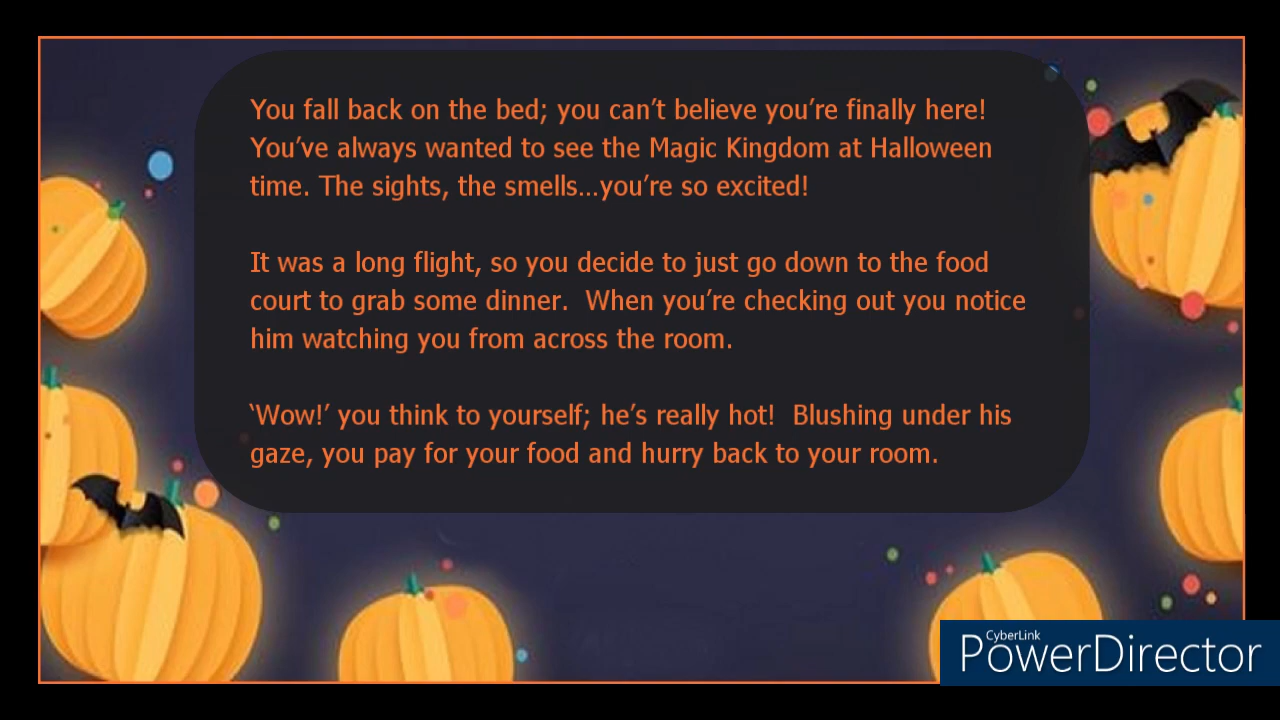 You fall back on the bed; you can’t believe you’re finally here!
You’ve always wanted to see the Magic Kingdom at Halloween
time. The sights, the smells...you’re so excited!
It was a long flight, so you decide to just go down to the food
court to grab some dinner.  When you’re checking out you notice
him watching you from across the room.
‘Wow!’ you think to yourself; he’s really hot!  Blushing under his
gaze, you pay for your food and hurry back to your room.
CyberLink
PowerDirector